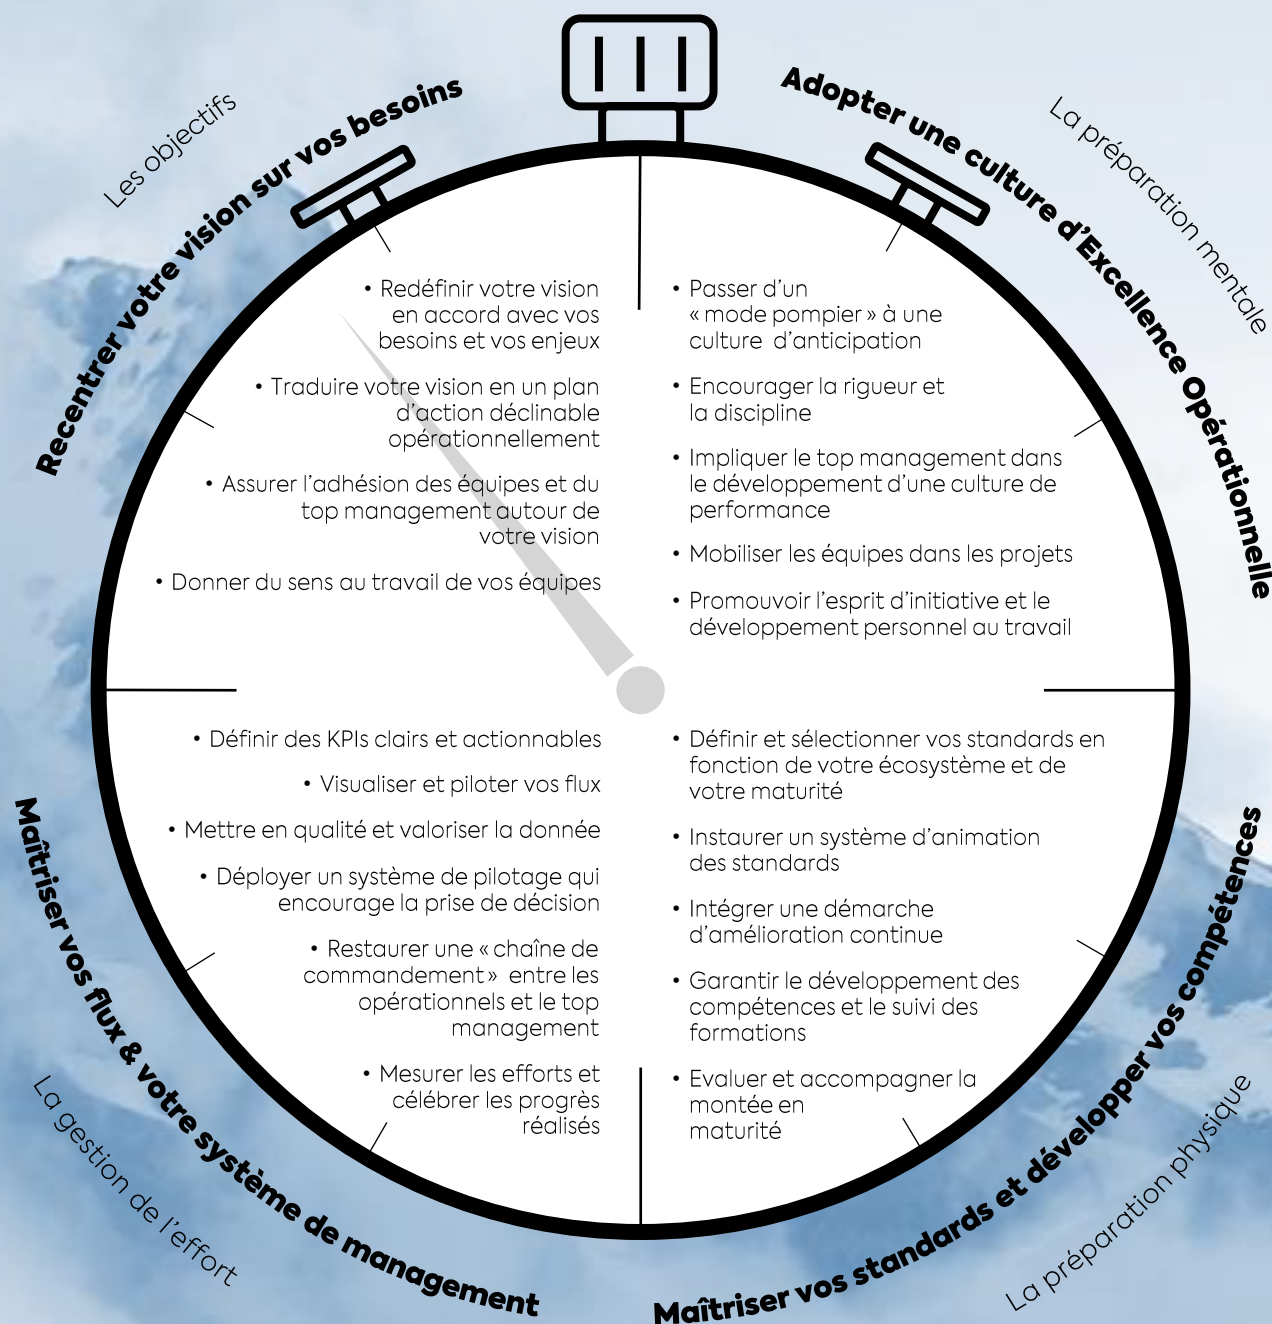 Les objectifs
Recentrer votre vision sur vos besoins
• Redéfinir votre vision
en accord avec vos
besoins et vos enjeux
• Traduire votre vision en un plan
d'action déclinable
opérationnellement
• Assurer l'adhésion des équipes et du
top management autour de
votre vision
• Donner du sens au travail de vos équipes
Adopter une culture d'Excellence Opérationnelle
La préparation mentale
• Passer d'un
« mode pompier » à une
culture d'anticipation
• Encourager la rigueur et
la discipline
• Impliquer le top management dans
le développement d'une culture de
performance
• Mobiliser les équipes dans les projets
• Promouvoir l'esprit d'initiative et le
développement personnel au travail
• Définir des KPIs clairs et actionnables
• Visualiser et piloter vos flux
• Mettre en qualité et valoriser la donnée
• Déployer un système de pilotage qui
encourage la prise de décision
• Restaurer une « chaîne de
commandement » entre les
opérationnels et le top
management
• Mesurer les efforts et
célébrer les progrès
réalisés
Maîtriser vos flux & votre système de management
La gestion de l'effort
• Définir et sélectionner vos standards en
fonction de votre écosystème et de
votre maturité
• Instaurer un système d'animation
des standards
• Intégrer une démarche
d'amélioration continue
• Garantir le développement des
compétences et le suivi des
formations
• Evaluer et accompagner la
montée en
maturité
Maîtriser vos standards et développer vos compétences
La préparation physique